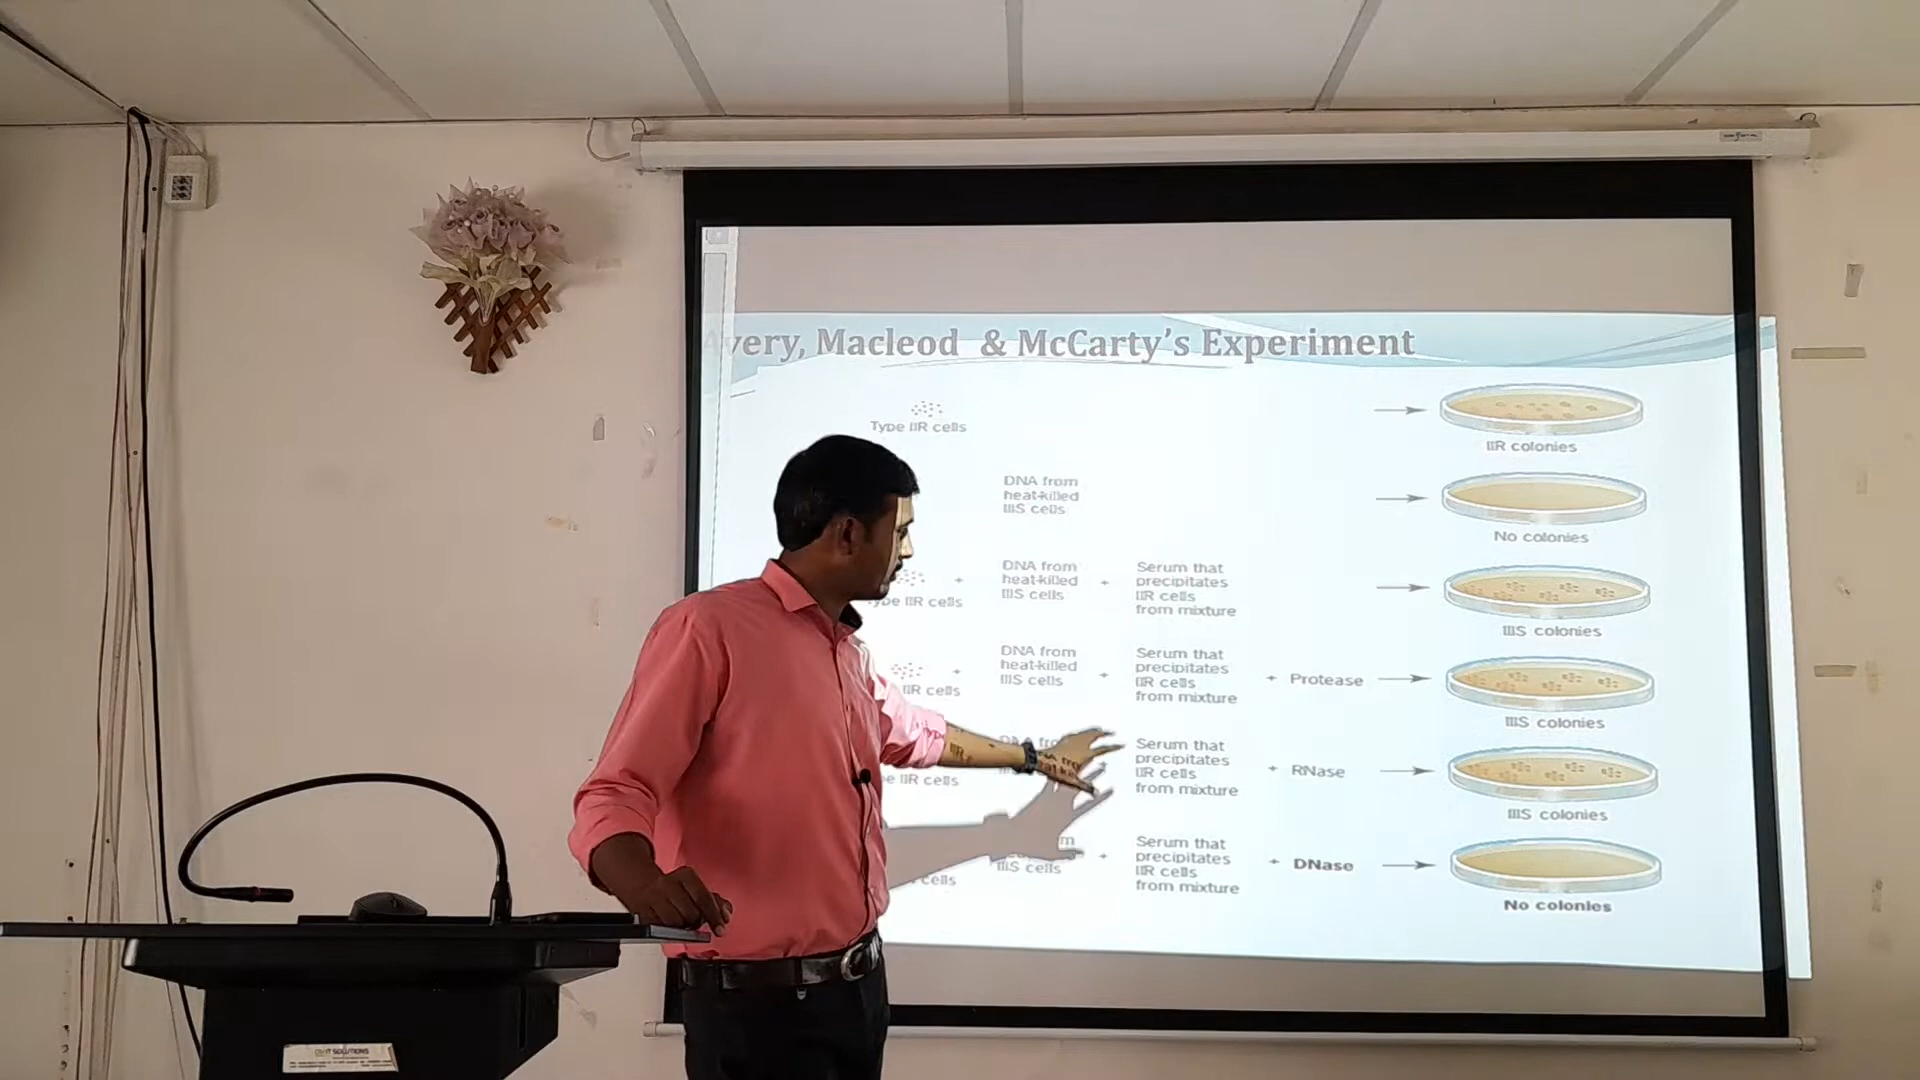 Avery, Macleod & McCarty's Experiment
Type IIR cells
IIR colonies
DNA from
heat-killed
IIIS cells
No colonies
Type IIR cells
+
DNA from
heat-killed
IIIS cells
+
Serum that
precipitates
IIR cells
from mixture
IIIS colonies
IIR cells
+
DNA from
heat-killed
IIIS cells
+
Serum that
precipitates
IIR cells
from mixture
+ Protease
IIIS colonies
IIR cells
DNA from
Serum that
precipitates
IIR cells
from mixture
+ RNase
IIIS colonies
cells
IIIS cells
+
Serum that
precipitates
IIR cells
from mixture
+ DNase
No colonies
IT SOLUTIONS